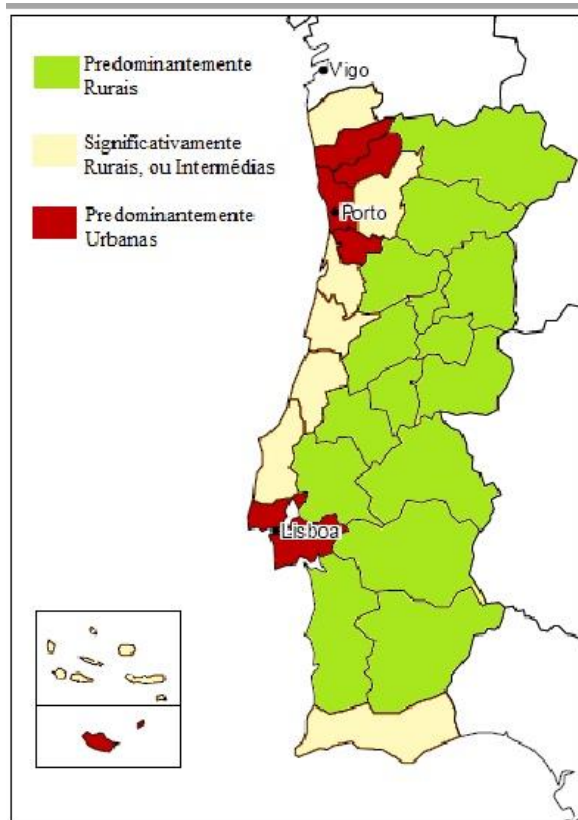 Predominantemente
Rurais
Significativamente
Rurais, ou Intermédias
Predominantemente
Urbanas
Vigo
Porto
Lisboa